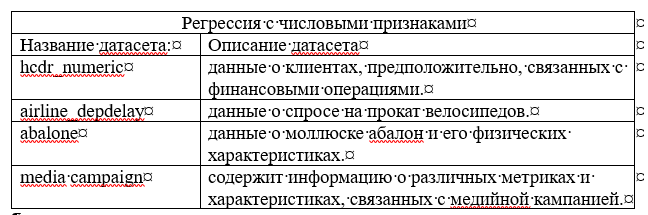 Регрессия с числовыми признаками
Название датасета: Описание датасета
hcdr_numeric данные о клиентах, предположительно, связанных с
финансовыми операциями.
airline_depdelay данные о спросе на прокат велосипедов.
abalone данные о моллюске абалон и его физических
характеристиках.
media campaign содержит информацию о различных метриках и
характеристиках, связанных с медийной кампанией.